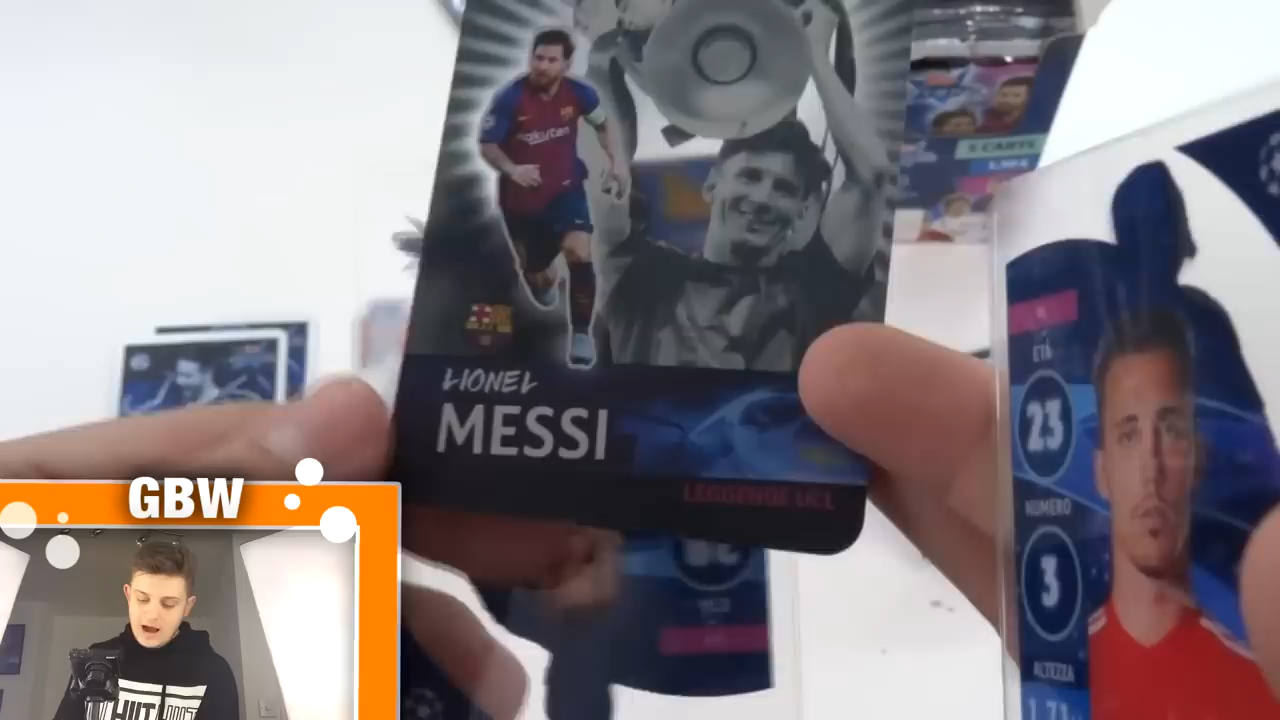 Rakuten
5 CARTE
LIONEL
MESSI
LEGGENDE UCL
ETÀ
23
NUMERO
3
ALTEZZA
GBW